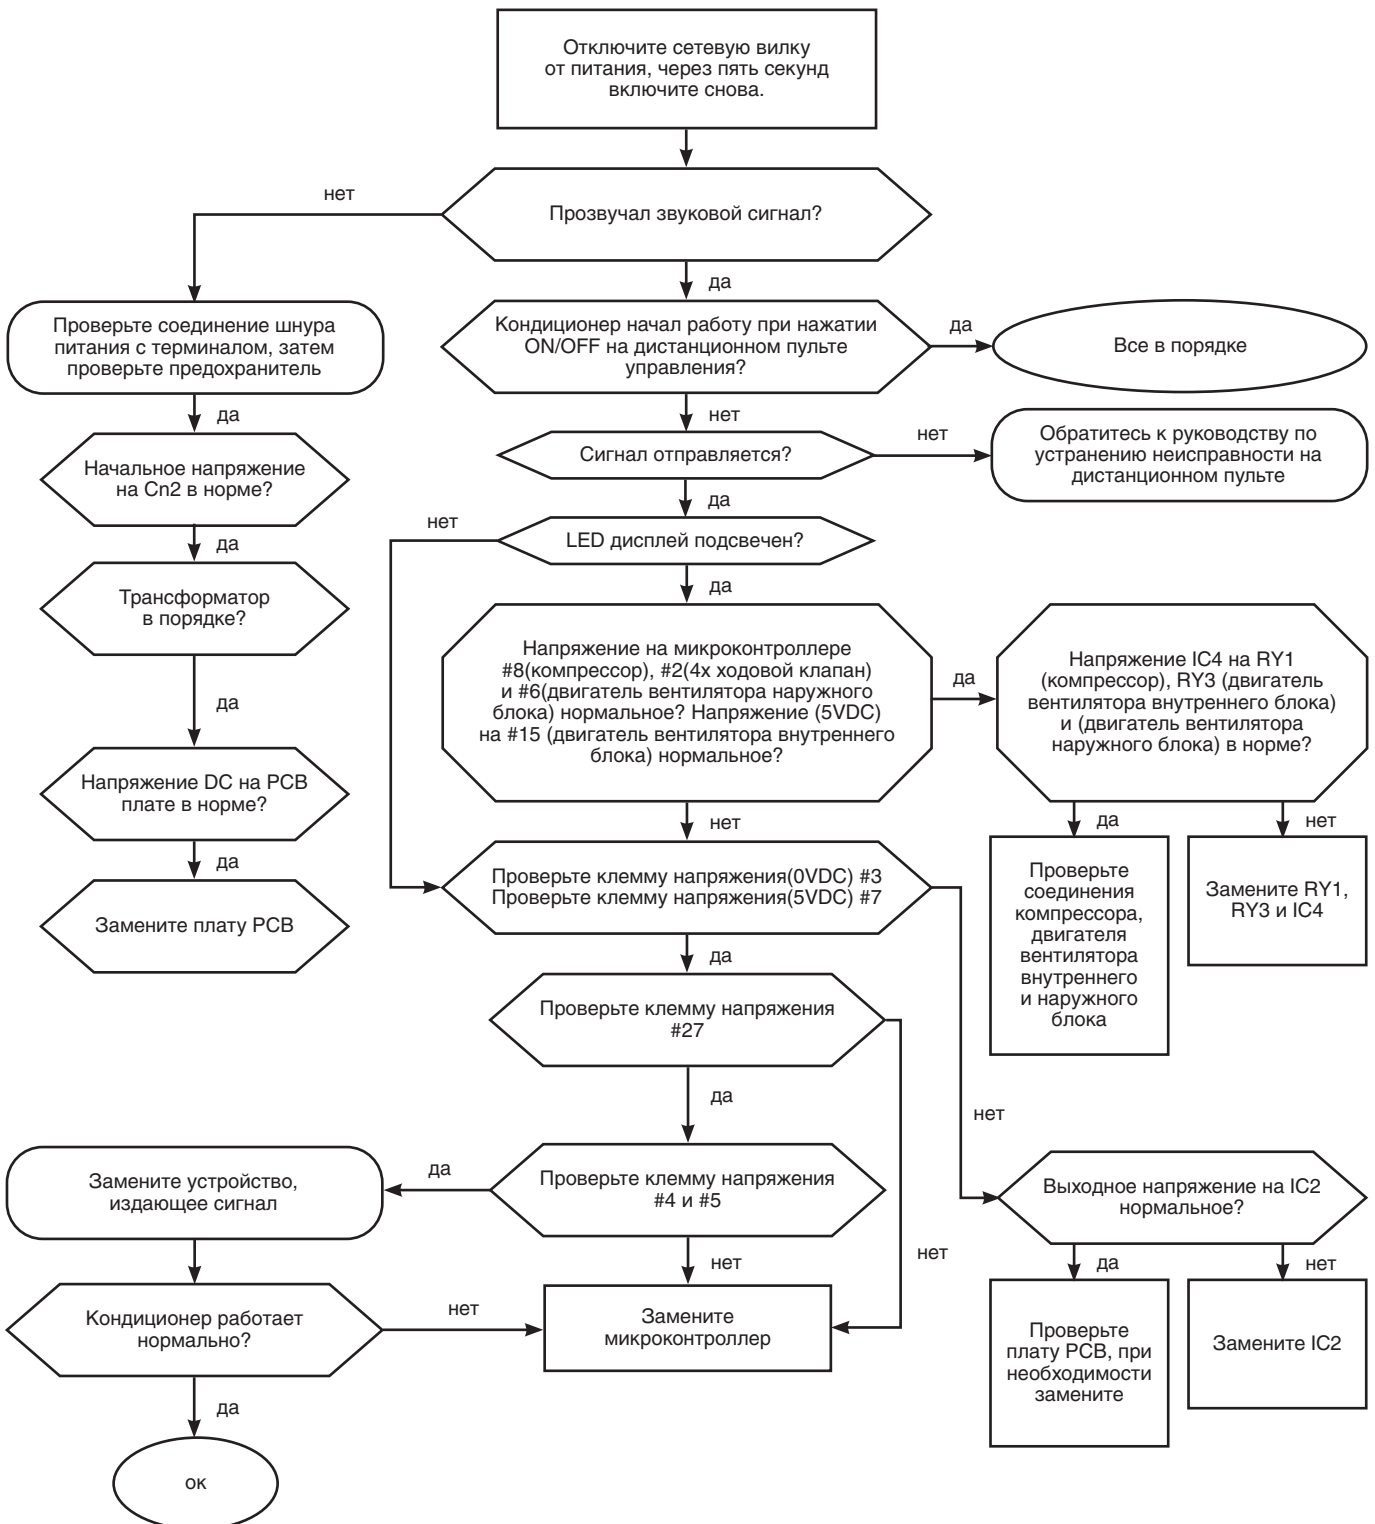 Отключите сетевую вилку
от питания, через пять секунд
включите снова.
нет
Прозвучал звуковой сигнал?
да
Проверьте соединение шнура
питания с терминалом, затем
проверьте предохранитель
Кондиционер начал работу при нажатии
ON/OFF на дистанционном пульте
управления?
да
Все в порядке
да
нет
Начальное напряжение
на Cn2 в норме?
Сигнал отправляется?
нет
Обратитесь к руководству по
устранению неисправности на
дистанционном пульте
да
да
нет
LED дисплей подсвечен?
да
Трансформатор
в порядке?
Напряжение на микроконтроллере
#8(компрессор), #2(4х ходовой клапан)
и #6(двигатель вентилятора наружного
блока) нормальное? Напряжение (5VDC)
на #15 (двигатель вентилятора внутреннего
блока) нормальное?
да
Напряжение IC4 на RY1
(компрессор), RY3 (двигатель
вентилятора внутреннего блока)
и (двигатель вентилятора
наружного блока) в норме?
да
Напряжение DC на PCB
плате в норме?
нет
да
нет
да
Замените плату PCB
Проверьте клемму напряжения(0VDC) #3
Проверьте клемму напряжения(5VDC) #7
Проверьте
соединения
компрессора,
двигателя
вентилятора
внутреннего
и наружного
блока
Замените RY1,
RY3 и IC4
да
Проверьте клемму напряжения
#27
да
нет
Замените устройство,
издающее сигнал
да
Проверьте клемму напряжения
#4 и #5
Выходное напряжение на IC2
нормальное?
нет
нет
да
нет
Кондиционер работает
нормально?
нет
Замените
микроконтроллер
Проверьте
плату PCB, при
необходимости
замените
Замените IC2
да
ок